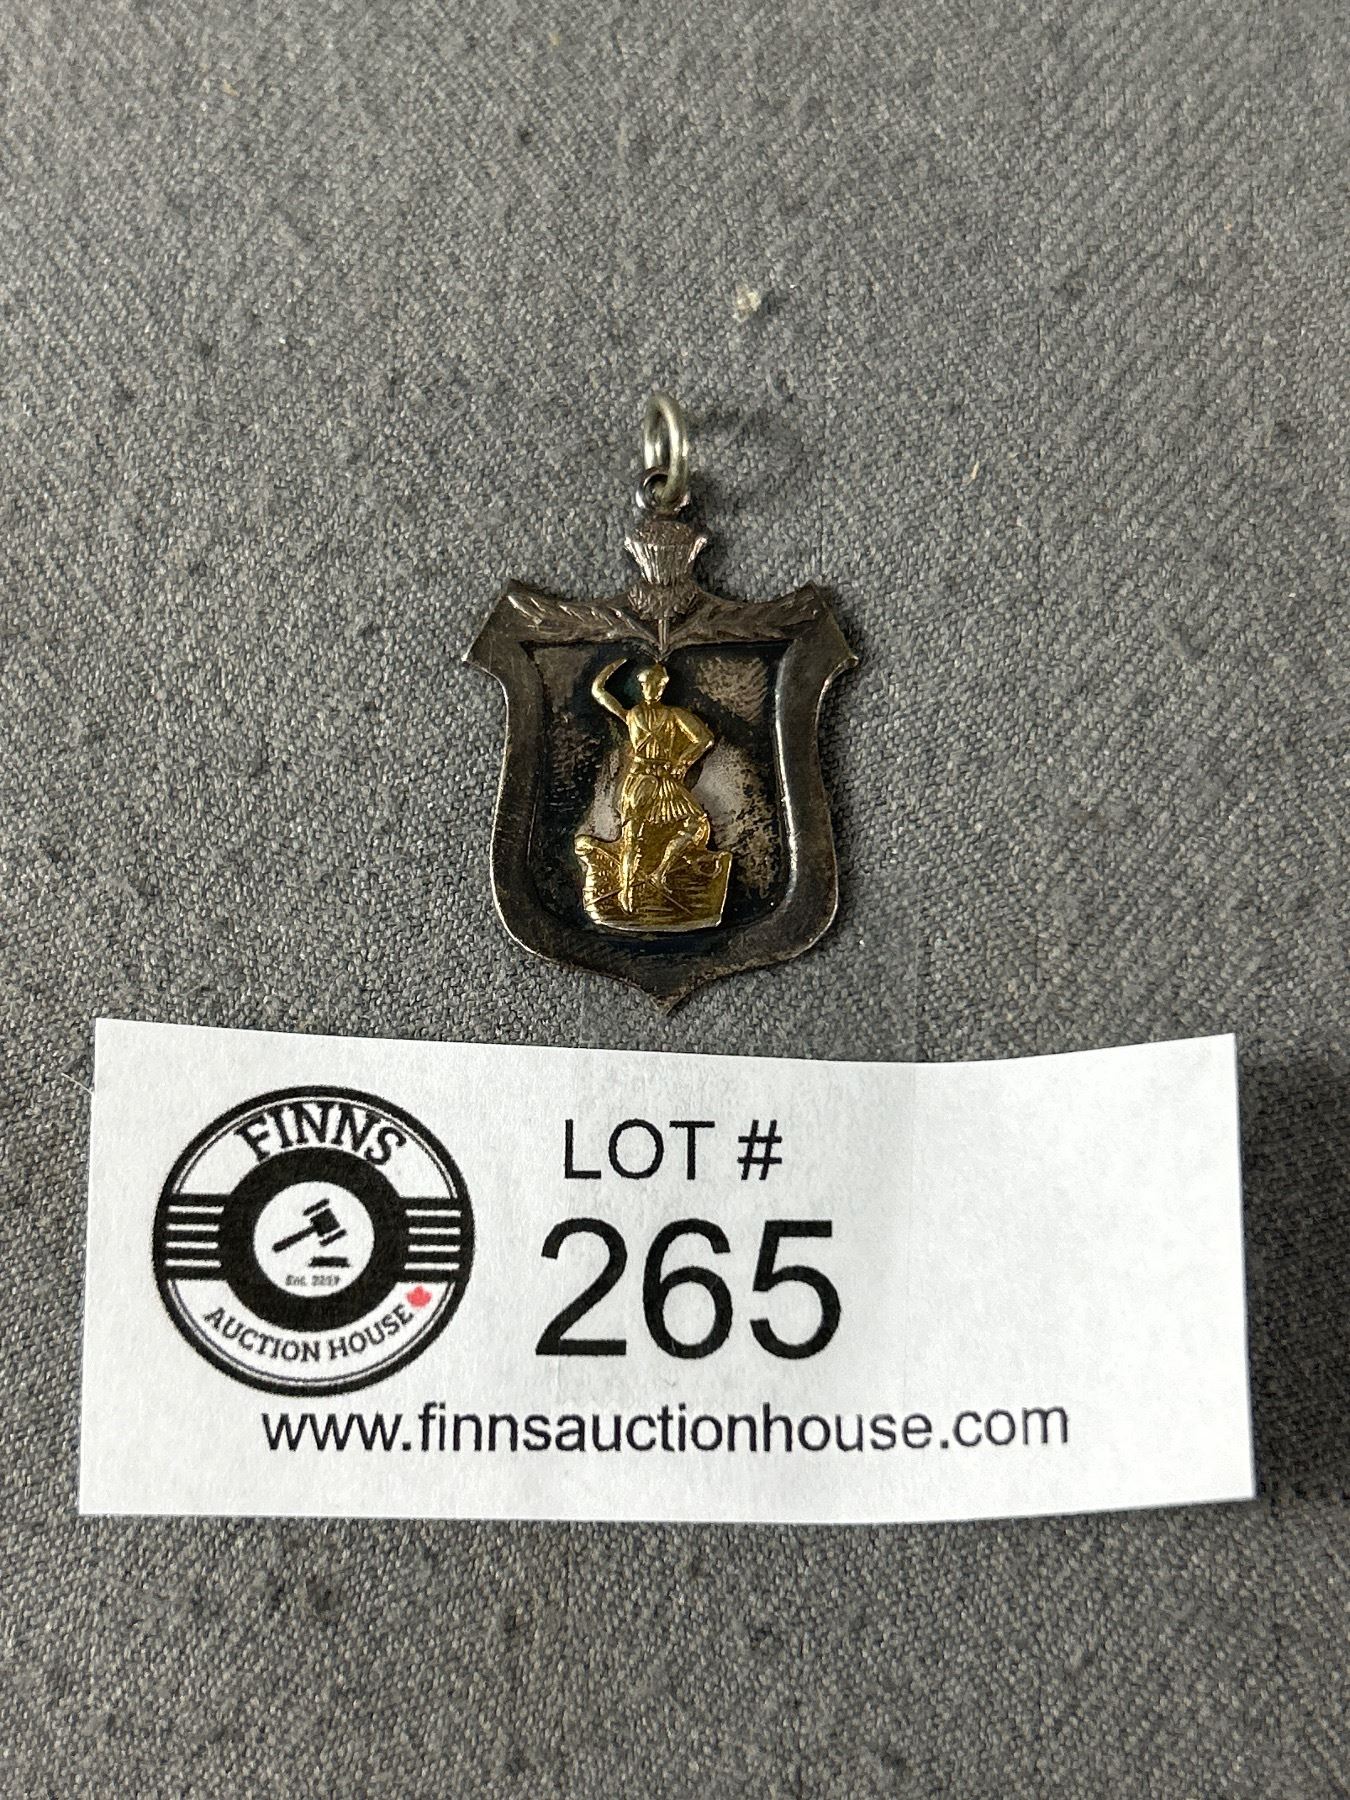 FINNS
AUCTION HOUSE
LOT #
265
www.finnsauctionhouse.com